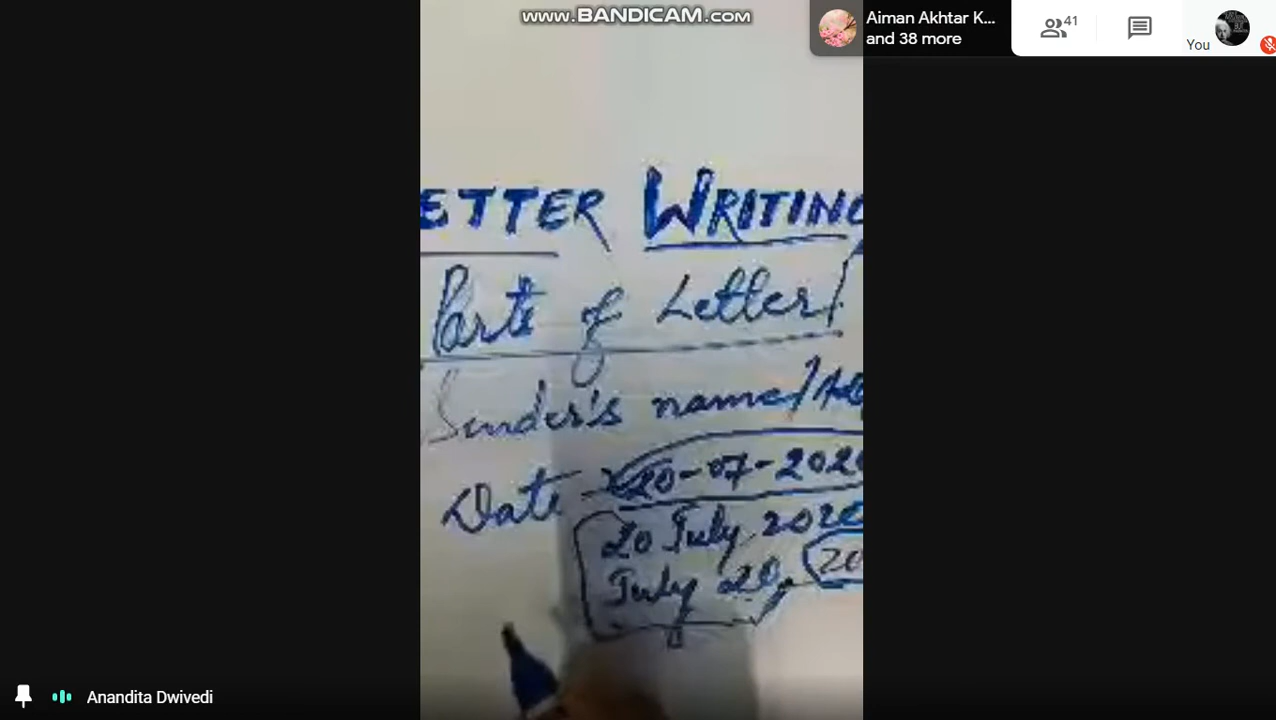 www.BANDICAM.com
Aiman Akhtar K...
and 38 more
41
You
ETTER WRITING
Parts of Letter/
Sender's name/Ad
Date 20-07-2020
20 July, 2020
July 20, 20
Anandita Dwivedi